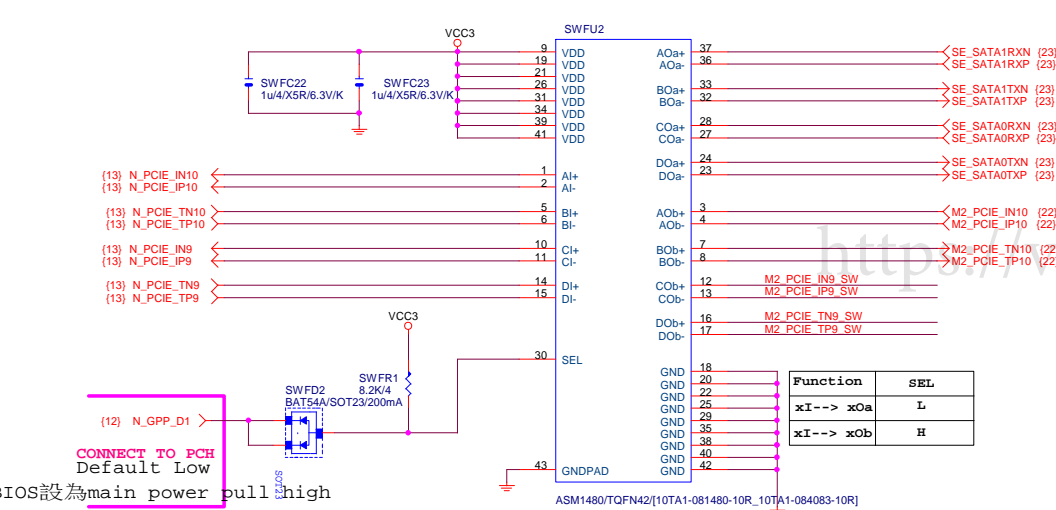 VCC3
SWFU2
SWFC22
1u/4/X5R/6.3V/K
SWFC23
1u/4/X5R/6.3V/K
9 VDD
19 VDD
21 VDD
26 VDD
31 VDD
34 VDD
39 VDD
41 VDD
AOa+ 37 SE_SATA1RXN {23}
AOa- 36 SE_SATA1RXP {23}
BOa+ 33 SE_SATA1TXN {23}
BOa- 32 SE_SATA1TXP {23}
COa+ 28 SE_SATA0RXN {23}
COa- 27 SE_SATA0RXP {23}
DOa+ 24 SE_SATA0TXN {23}
DOa- 23 SE_SATA0TXP {23}
{13} N_PCIE_IN10 1 AI+
{13} N_PCIE_IP10 2 AI-
{13} N_PCIE_TN10 5 BI+
{13} N_PCIE_TP10 6 BI-
{13} N_PCIE_IN9 10 CI+
{13} N_PCIE_IP9 11 CI-
{13} N_PCIE_TN9 14 DI+
{13} N_PCIE_TP9 15 DI-
AOb+ 3 M2_PCIE_IN10 {22}
AOb- 4 M2_PCIE_IP10 {22}
BOb+ 7 M2_PCIE_TN10 {22
BOb- 8 M2_PCIE_TP10 {22
COb+ 12 M2_PCIE_IN9_SW
COb- 13 M2_PCIE_IP9_SW
DOb+ 16 M2_PCIE_TN9_SW
DOb- 17 M2_PCIE_TP9_SW
https://
VCC3
SWFR1
8.2K/4
30 SEL
SWFD2
BAT54A/SOT23/200mA
SOT23
{12} N_GPP_D1
CONNECT TO PCH
Default Low
BIOS設為main power pull high
GND 18
GND 20
GND 22
GND 25
GND 29
GND 35
GND 38
GND 40
GND 42
43 GNDPAD
Function SEL
xI--> xOa L
xI--> xOb H
ASM1480/TQFN42/[10TA1-081480-10R_10TA1-084083-10R]